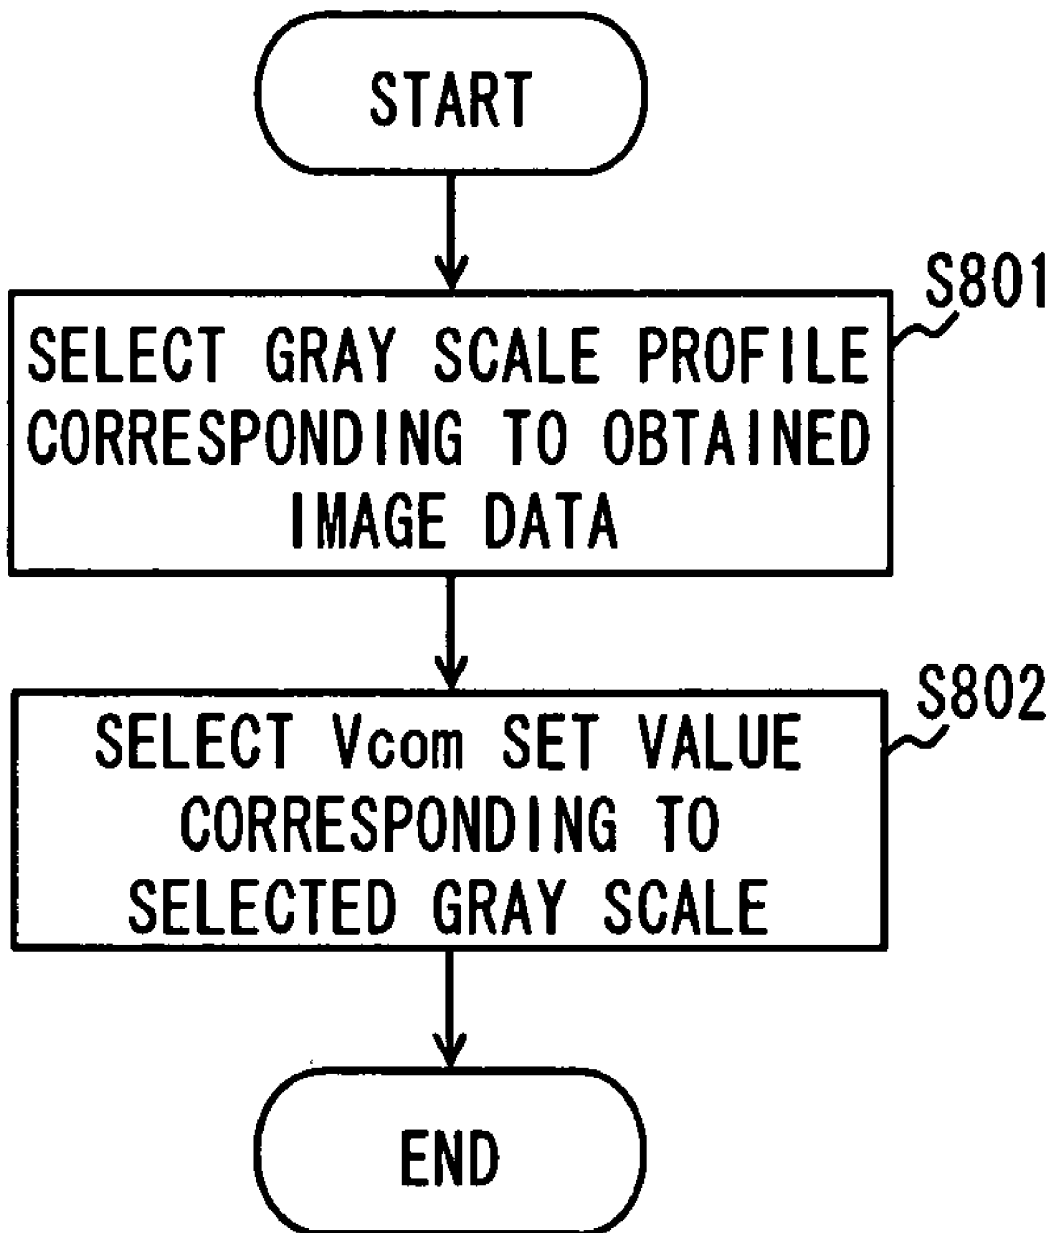 START
S801
SELECT GRAY SCALE PROFILE
CORRESPONDING TO OBTAINED
IMAGE DATA
S802
SELECT Vcom SET VALUE
CORRESPONDING TO
SELECTED GRAY SCALE
END